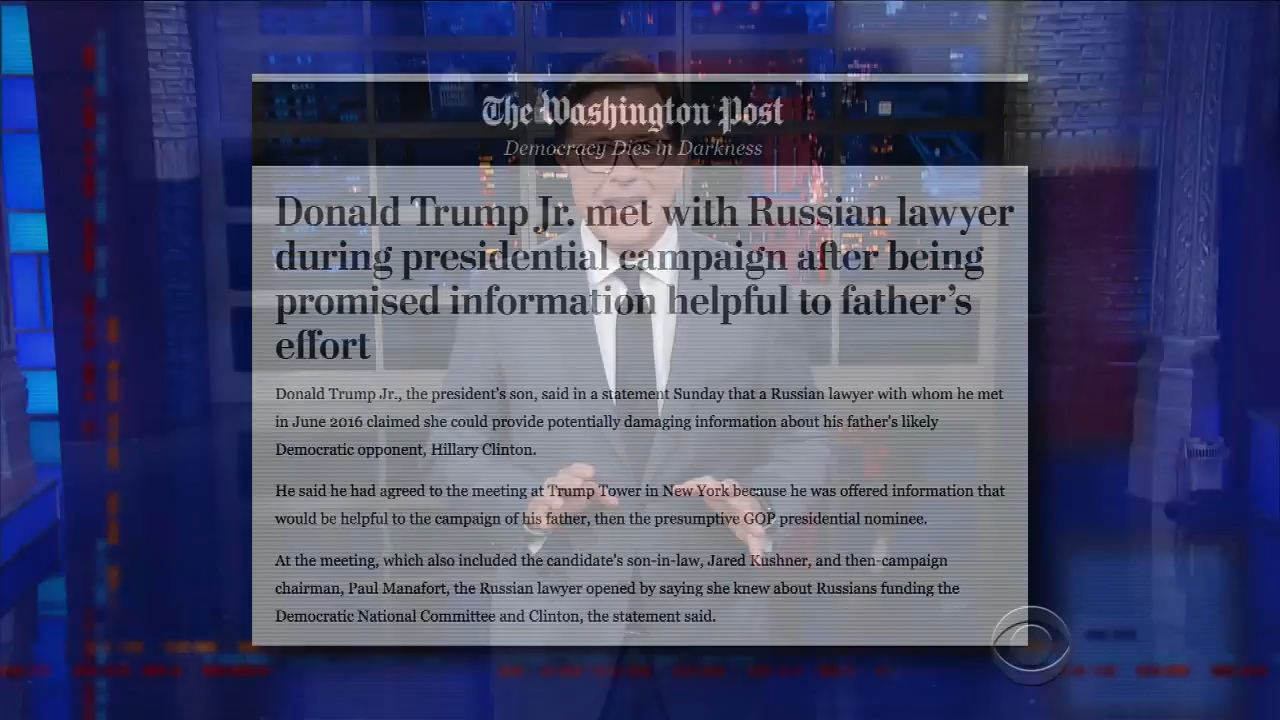 The Washington Post
Democracy Dies in Darkness
Donald Trump Jr. met with Russian lawyer
during presidential campaign after being
promised information helpful to father's
effort
Donald Trump Jr., the president's son, said in a statement Sunday that a Russian lawyer with whom he met
in June 2016 claimed she could provide potentially damaging information about his father's likely
Democratic opponent, Hillary Clinton.
He said he had agreed to the meeting at Trump Tower in New York because he was offered information that
would be helpful to the campaign of his father, then the presumptive GOP presidential nominee.
At the meeting, which also included the candidate's son-in-law, Jared Kushner, and then-campaign
chairman, Paul Manafort, the Russian lawyer opened by saying she knew about Russians funding the
Democratic National Committee and Clinton, the statement said.